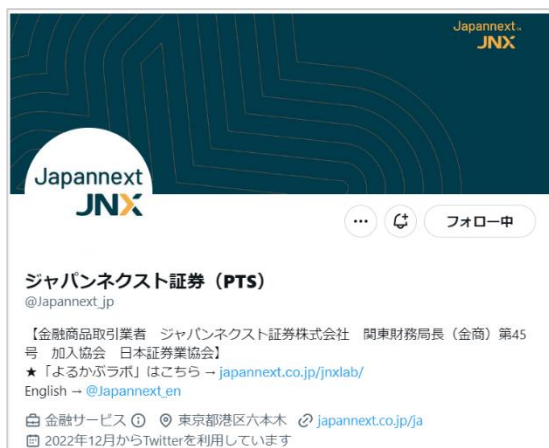 Japannext™
JNX
Japannext
JNX
フォロー中
ジャパンネクスト証券（PTS）
@Japannext_jp
【金融商品取引業者　ジャパンネクスト証券株式会社　関東財務局長（金商）第45
号　加入協会　日本証券業協会】
★「よるかぶラボ」はこちら → japannext.co.jp/jnxlab/
English → @Japannext_en
金融サービス 東京都港区六本木 japannext.co.jp/ja
2022年12月からTwitterを利用しています